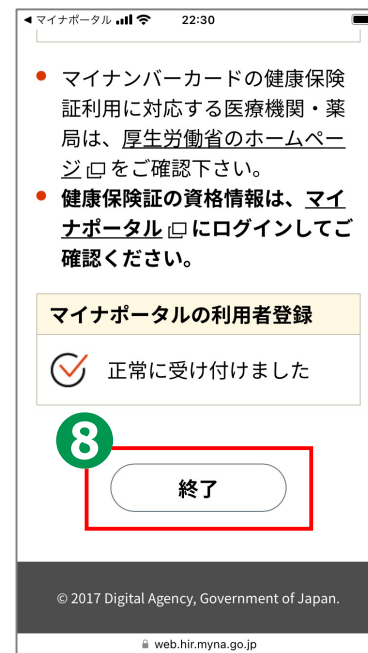 ◀マイナポータル 22:30
マイナンバーカードの健康保険
証利用に対応する医療機関・薬
局は、厚生労働省のホームペー
ジをご確認下さい。
健康保険証の資格情報は、マイ
ナポータルにログインしてご
確認ください。
マイナポータルの利用者登録
正常に受け付けました
8
終了
© 2017 Digital Agency, Government of Japan.
web.hir.myna.go.jp